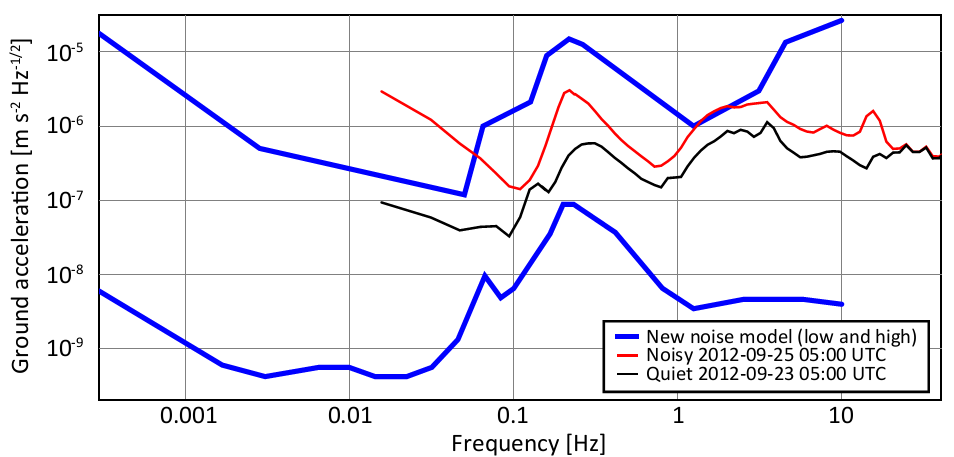 Ground acceleration [m s-2 Hz-1/2]
10-5
10-6
10-7
10-8
10-9
0.001 0.01 0.1 1 10
Frequency [Hz]
New noise model (low and high)
Noisy 2012-09-25 05:00 UTC
Quiet 2012-09-23 05:00 UTC